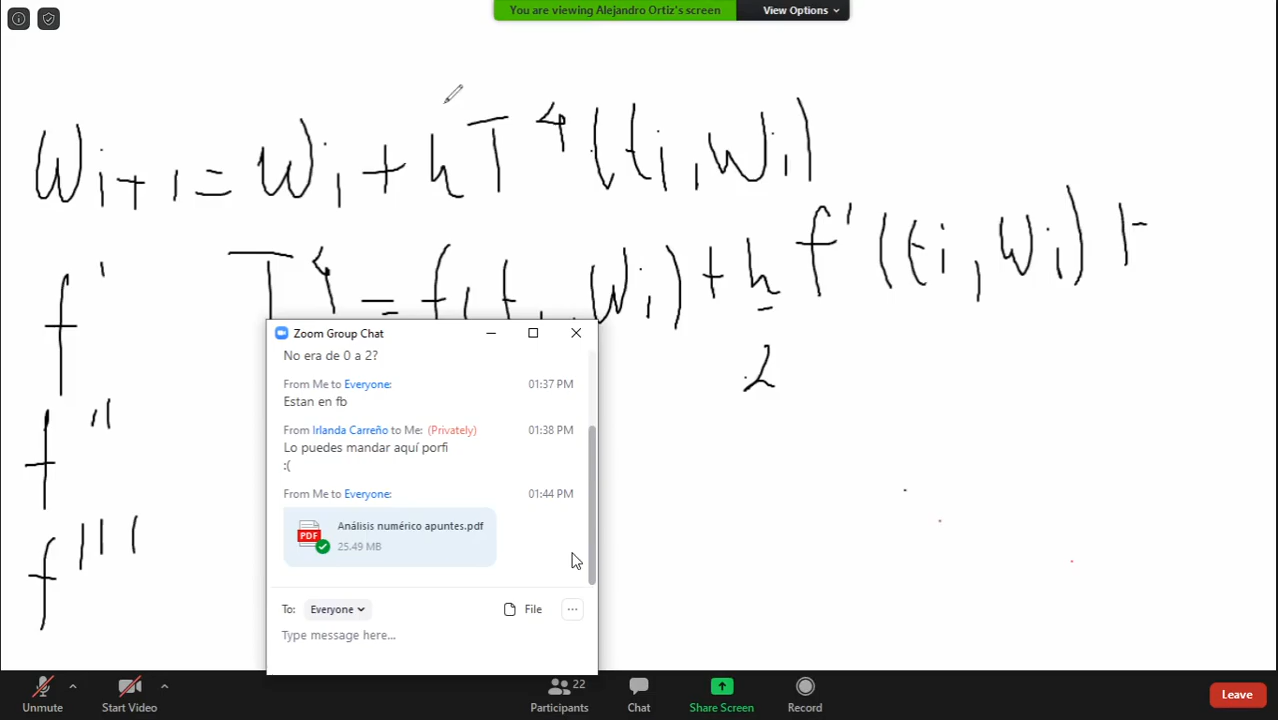 You are viewing Alejandro Ortiz's screen View Options
Wi+1 = Wi + hT⁴(ti, Wi)
T⁴ = f(ti, Wi) + h/2 f'(ti, Wi) +
f'
f''
f'''
Zoom Group Chat
No era de 0 a 2?
From Me to Everyone: 01:37 PM
Estan en fb
From Irlanda Carreño to Me: (Privately) 01:38 PM
Lo puedes mandar aquí porfi
:(
From Me to Everyone: 01:44 PM
Análisis numérico apuntes.pdf
PDF
25.49 MB
To: Everyone File ...
Type message here...
Unmute
Start Video
22
Participants
Chat
Share Screen
Record
Leave